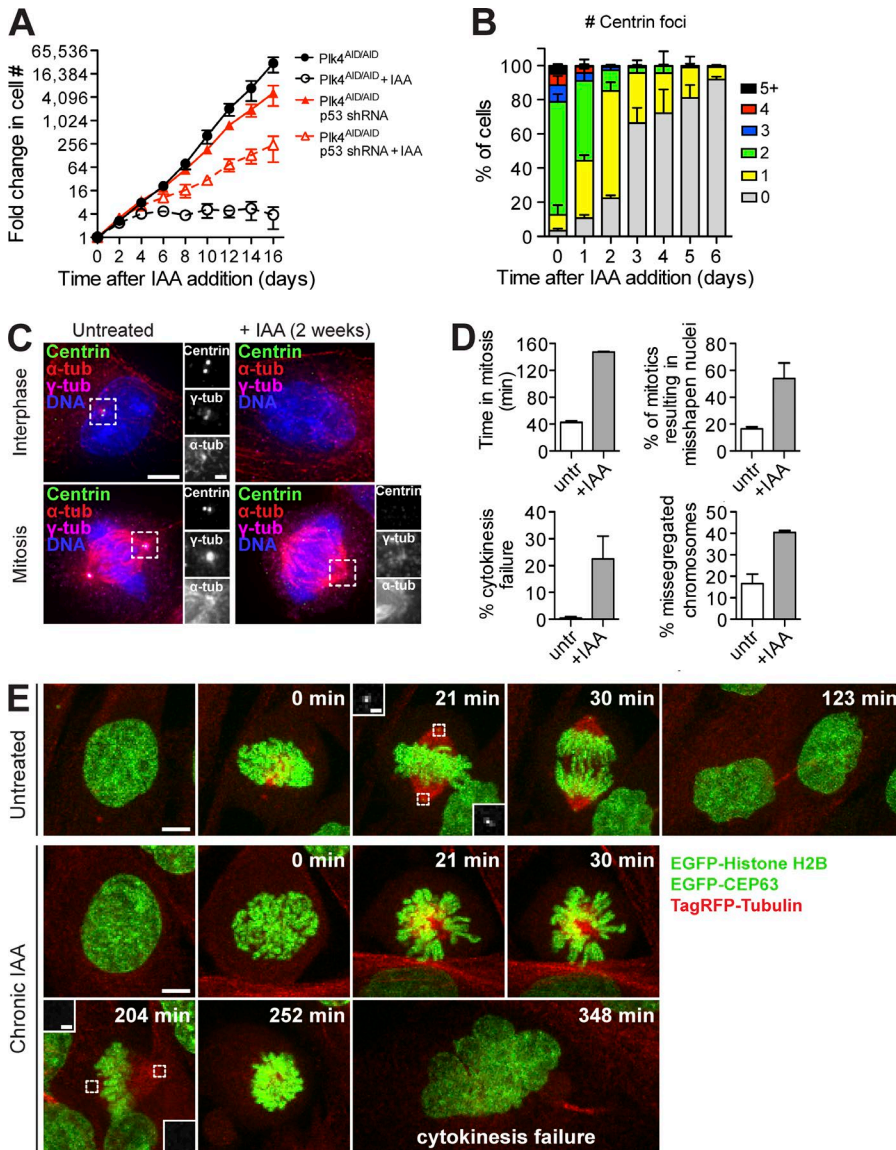 A
Fold change in cell #
65,536
16,384
4,096
1,024
256
64
16
4
1
0 2 4 6 8 10 12 14 16
Time after IAA addition (days)
Plk4AID/AID
Plk4AID/AID + IAA
Plk4AID/AID
p53 shRNA
Plk4AID/AID
p53 shRNA + IAA
B
# Centrin foci
% of cells
100
80
60
40
20
0
0 1 2 3 4 5 6
Time after IAA addition (days)
5+
4
3
2
1
0
C
Untreated
+ IAA (2 weeks)
Interphase
Centrin
α-tub
γ-tub
DNA
Centrin
γ-tub
α-tub
Centrin
α-tub
γ-tub
DNA
Mitosis
Centrin
α-tub
γ-tub
DNA
Centrin
γ-tub
α-tub
Centrin
α-tub
γ-tub
DNA
Centrin
γ-tub
α-tub
D
Time in mitosis
(min)
160
120
80
40
0
untr
+IAA
% of mitotics
resulting in
misshapen nuclei
80
60
40
20
0
untr
+IAA
% cytokinesis
failure
40
30
20
10
0
untr
+IAA
% missegregated
chromosomes
50
40
30
20
10
0
untr
+IAA
E
Untreated
0 min
21 min
30 min
123 min
Chronic IAA
0 min
21 min
30 min
EGFP-Histone H2B
EGFP-CEP63
TagRFP-Tubulin
204 min
252 min
348 min
cytokinesis failure